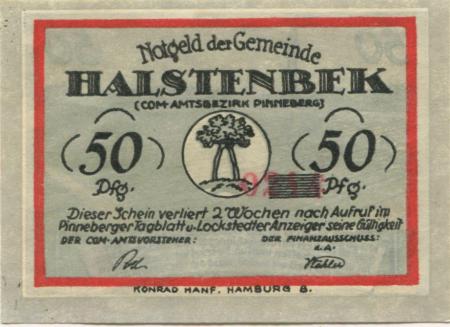 Notgeld der Gemeinde
HALSTENBEK
(COM-AMTSBEZIRK PINNEBERG)
50 50
Pfg. Pfg.
Dieser Schein verliert 2 Wochen nach Aufruf im
Pinneberger Tagblatt u. Lockstedter Anzeiger seine Gültigkeit
DER COM-AMTSVORSTEHER: DER FINANZAUSSCHUSS:
i.A.
KONRAD HANF, HAMBURG 8.